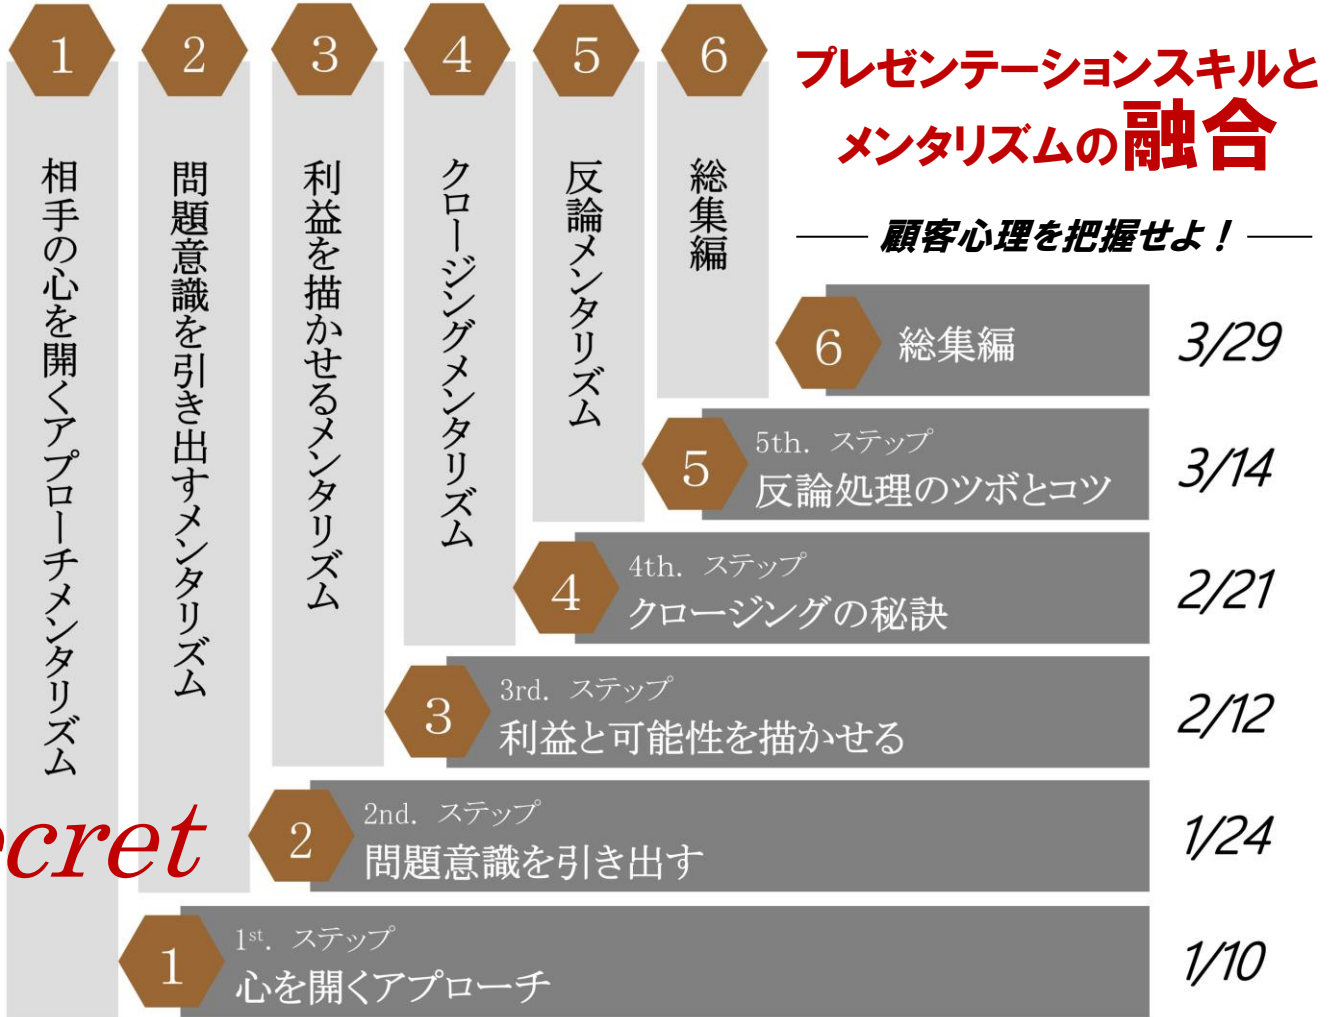 1
2
3
4
5
6
相手の心を開くアプローチメンタリズム
問題意識を引き出すメンタリズム
利益を描かせるメンタリズム
クロージングメンタリズム
反論メンタリズム
総集編
プレゼンテーションスキルと
メンタリズムの融合
顧客心理を把握せよ！
6 総集編 3/29
5th. ステップ
5 反論処理のツボとコツ 3/14
4th. ステップ
4 クロージングの秘訣 2/21
3rd. ステップ
3 利益と可能性を描かせる 2/12
2nd. ステップ
2 問題意識を引き出す 1/24
cret
1st. ステップ
1 心を開くアプローチ 1/10